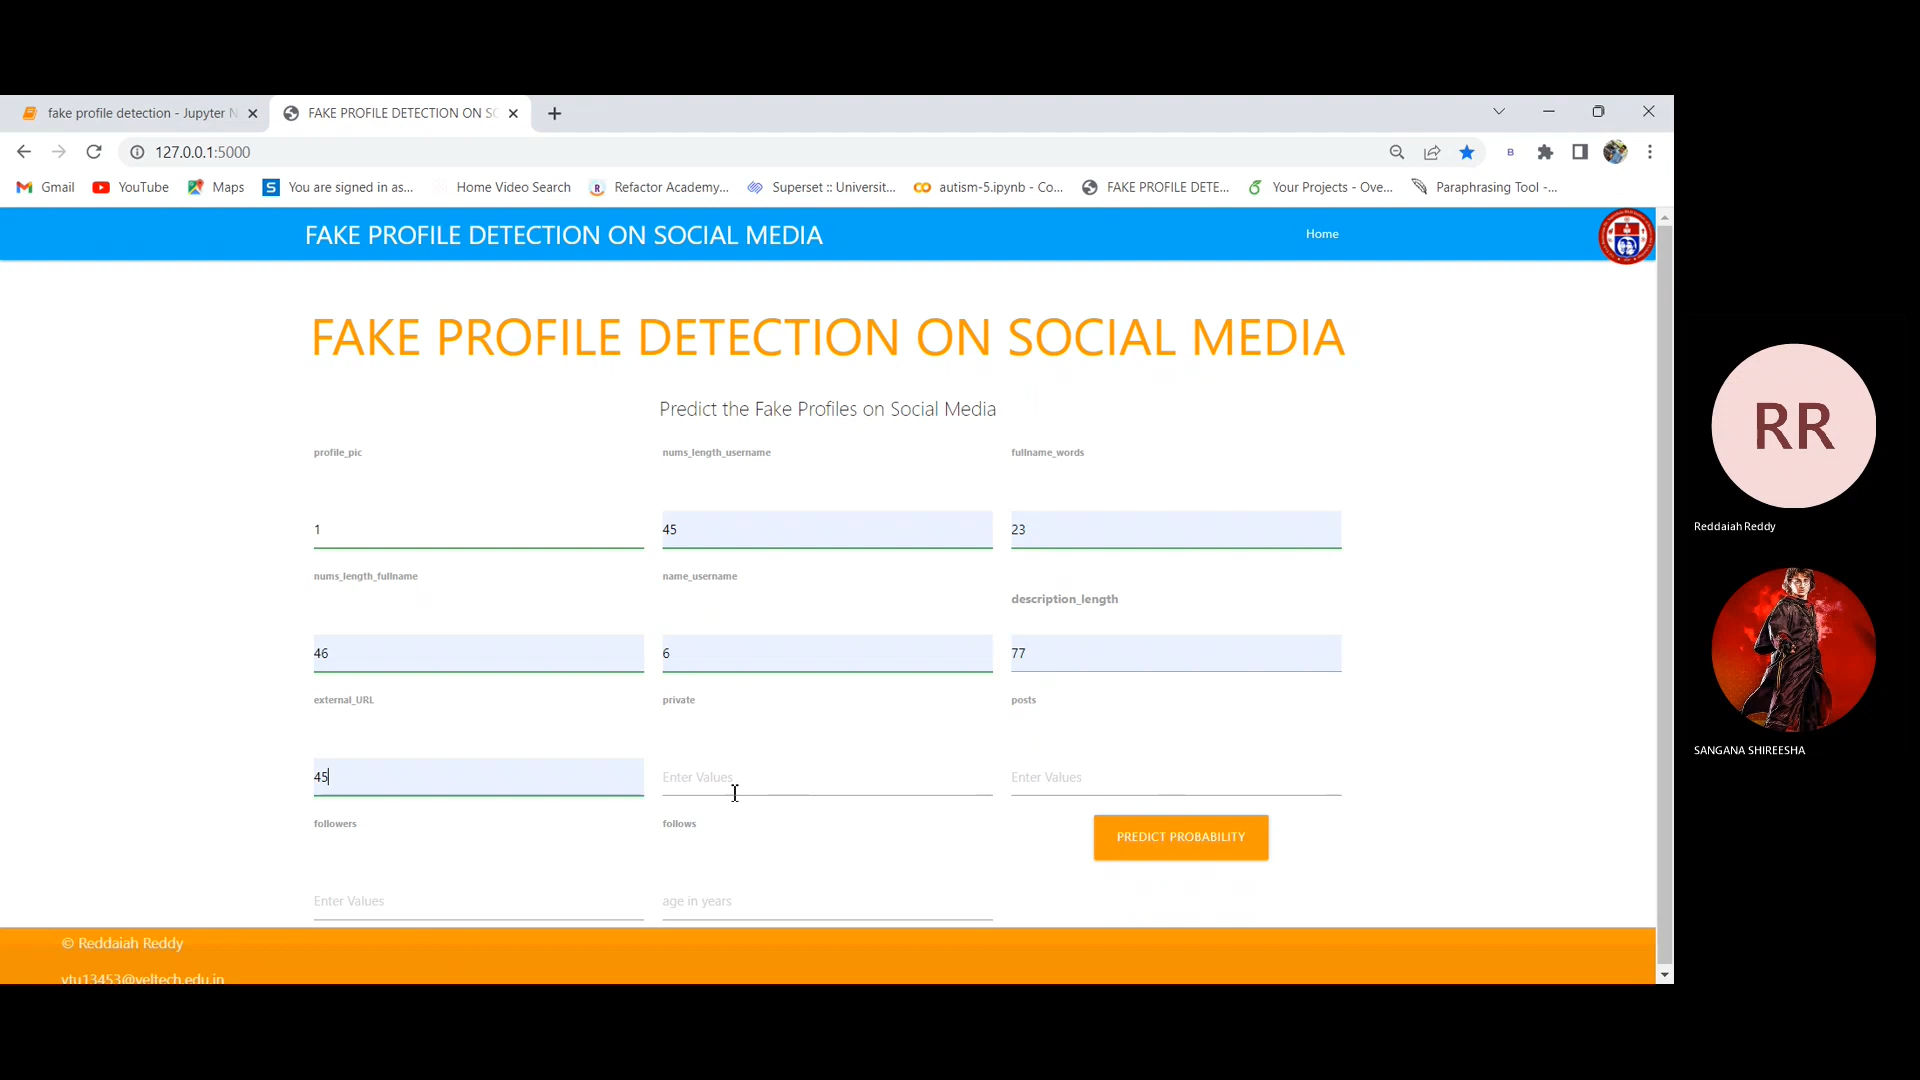 fake profile detection - Jupyter N
FAKE PROFILE DETECTION ON SC
127.0.0.1:5000
B
Gmail
YouTube
Maps
S
You are signed in as...
Home Video Search
R
Refactor Academy...
Superset :: Universit...
autism-5.ipynb - Co...
FAKE PROFILE DETE...
Your Projects - Ove...
Paraphrasing Tool -...
FAKE PROFILE DETECTION ON SOCIAL MEDIA
Home
FAKE PROFILE DETECTION ON SOCIAL MEDIA
Predict the Fake Profiles on Social Media
profile_pic
nums_length_username
fullname_words
1
45
23
nums_length_fullname
name_username
description_length
46
6
77
external_URL
private
posts
45
Enter Values
Enter Values
followers
follows
PREDICT PROBABILITY
Enter Values
age in years
© Reddaiah Reddy
vtu13453@veltech.edu.in
RR
Reddaiah Reddy
SANGANA SHIREESHA